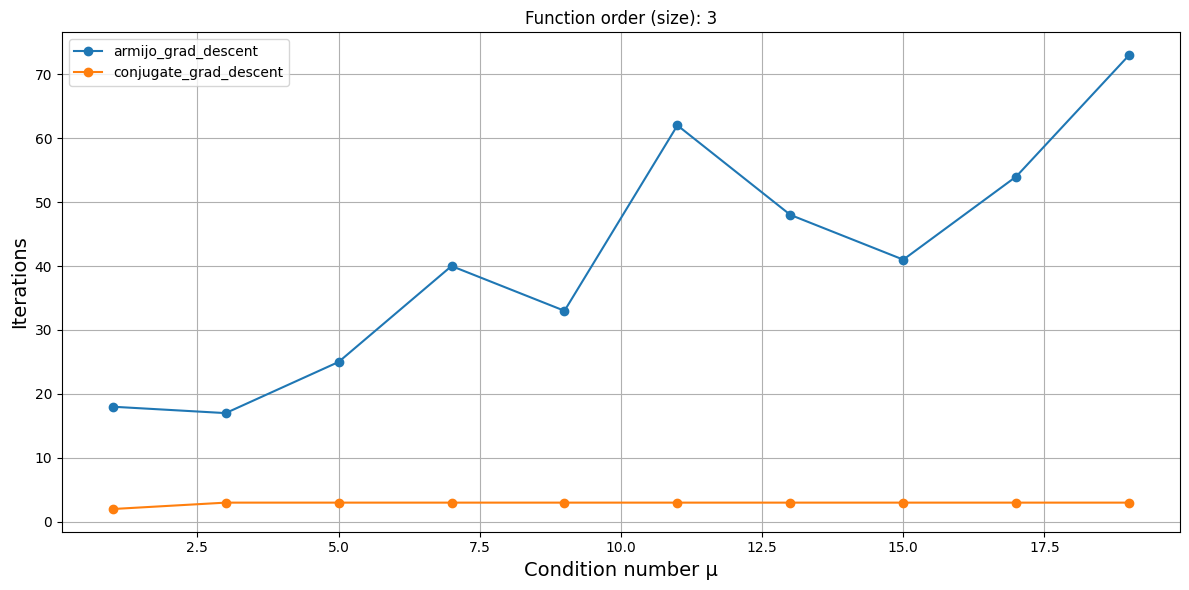 Function order (size): 3
armijo_grad_descent
conjugate_grad_descent
Iterations
70
60
50
40
30
20
10
0
2.5 5.0 7.5 10.0 12.5 15.0 17.5
Condition number μ